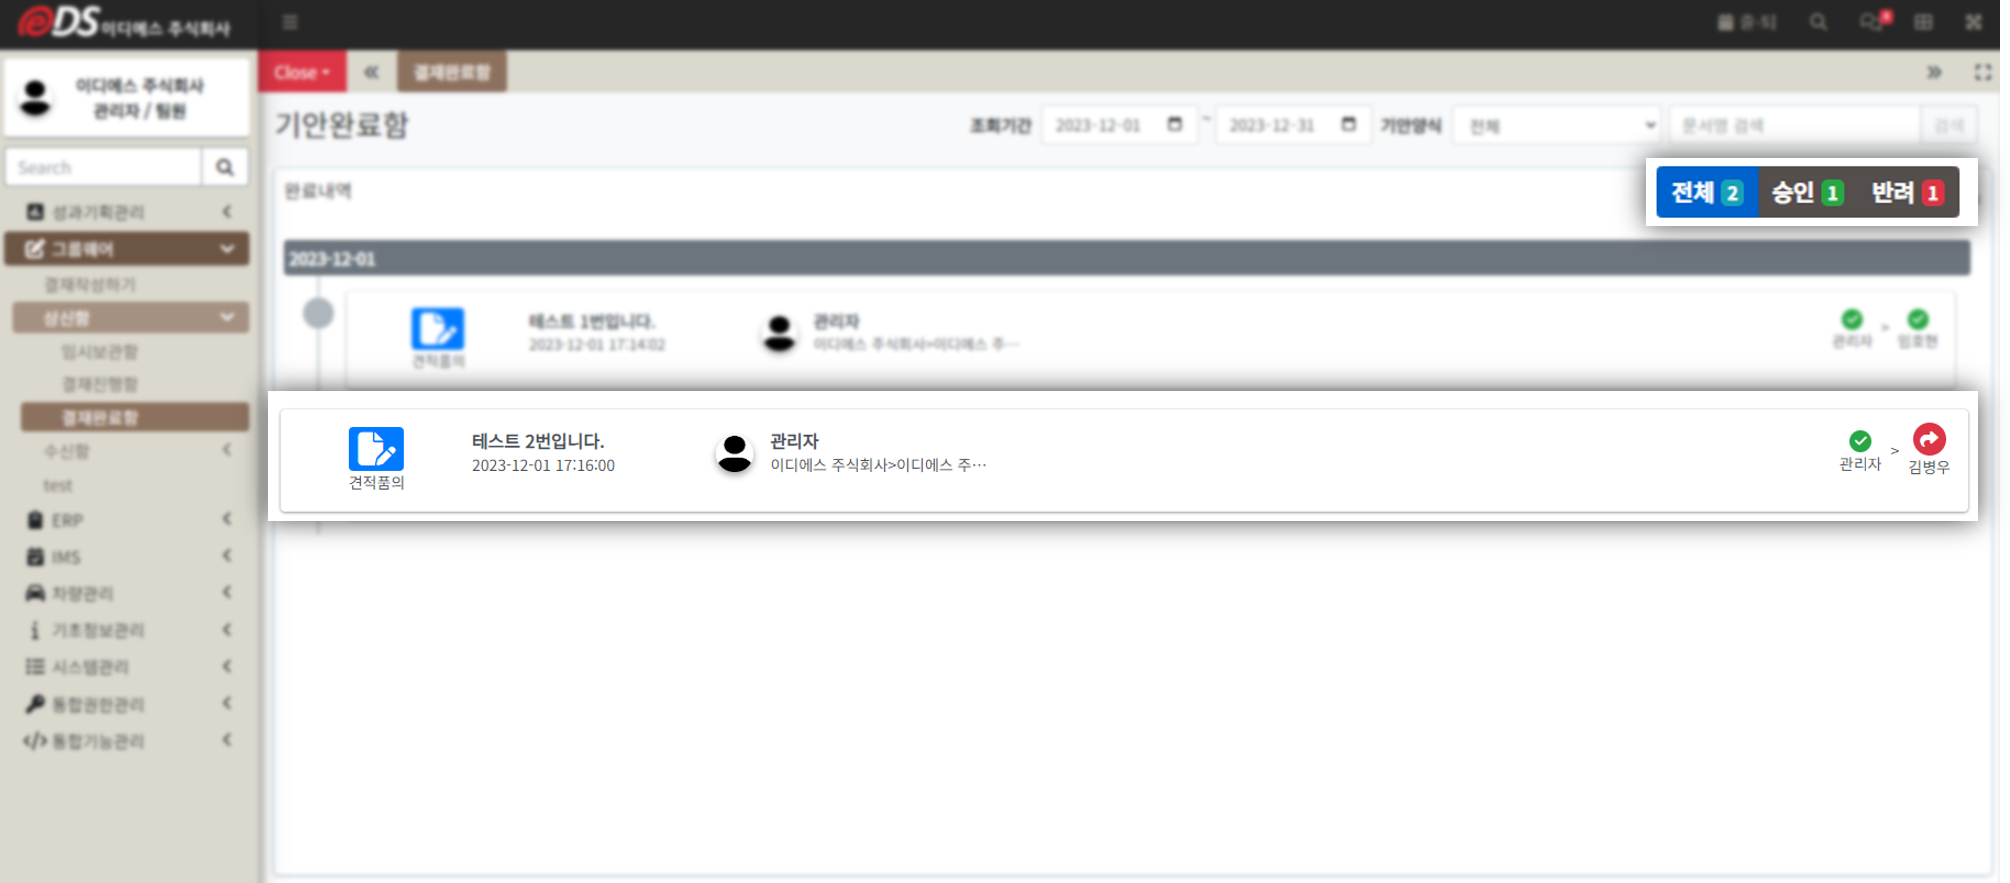 eDS 이디에스 주식회사
이디에스 주식회사
관리자 / 팀원
Search
성과기획관리
그룹웨어
결재작성하기
상신함
임시보관함
결재진행함
결재완료함
수신함
test
ERP
IMS
차량관리
기초정보관리
시스템관리
통합권한관리
통합기능관리
Close
결재완료함
기안완료함
조회기간
2023-12-01
~
2023-12-31
기안양식
전체
문서명 검색
검색
완료내역
전체 2
승인 1
반려 1
2023-12-01
견적품의
테스트 1번입니다.
2023-12-01 17:14:02
관리자
이디에스 주식회사>이디에스 주···
관리자
>
임호현
견적품의
테스트 2번입니다.
2023-12-01 17:16:00
관리자
이디에스 주식회사>이디에스 주···
관리자
>
김병우